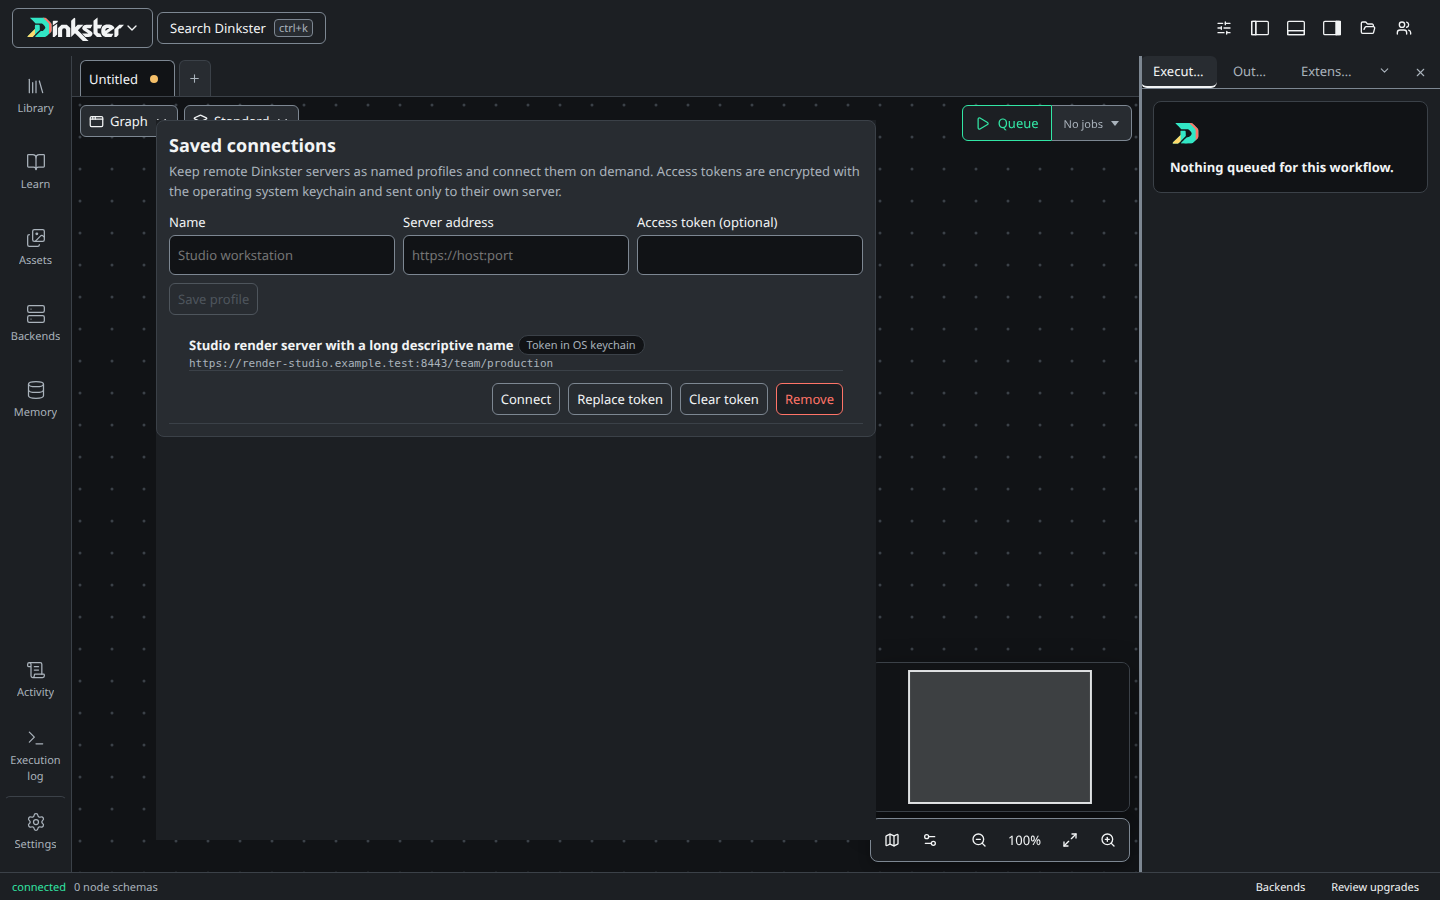 Dinkster
Search Dinkster ctrl+k
Untitled
+
Execut...
Out...
Extens...
Library
Learn
Assets
Backends
Memory
Activity
Execution
log
Settings
Graph
Standard
Queue
No jobs
Nothing queued for this workflow.
Saved connections
Keep remote Dinkster servers as named profiles and connect them on demand. Access tokens are encrypted with
the operating system keychain and sent only to their own server.
Name
Server address
Access token (optional)
Studio workstation
https://host:port
Save profile
Studio render server with a long descriptive name
Token in OS keychain
https://render-studio.example.test:8443/team/production
Connect
Replace token
Clear token
Remove
100%
connected
0 node schemas
Backends
Review upgrades